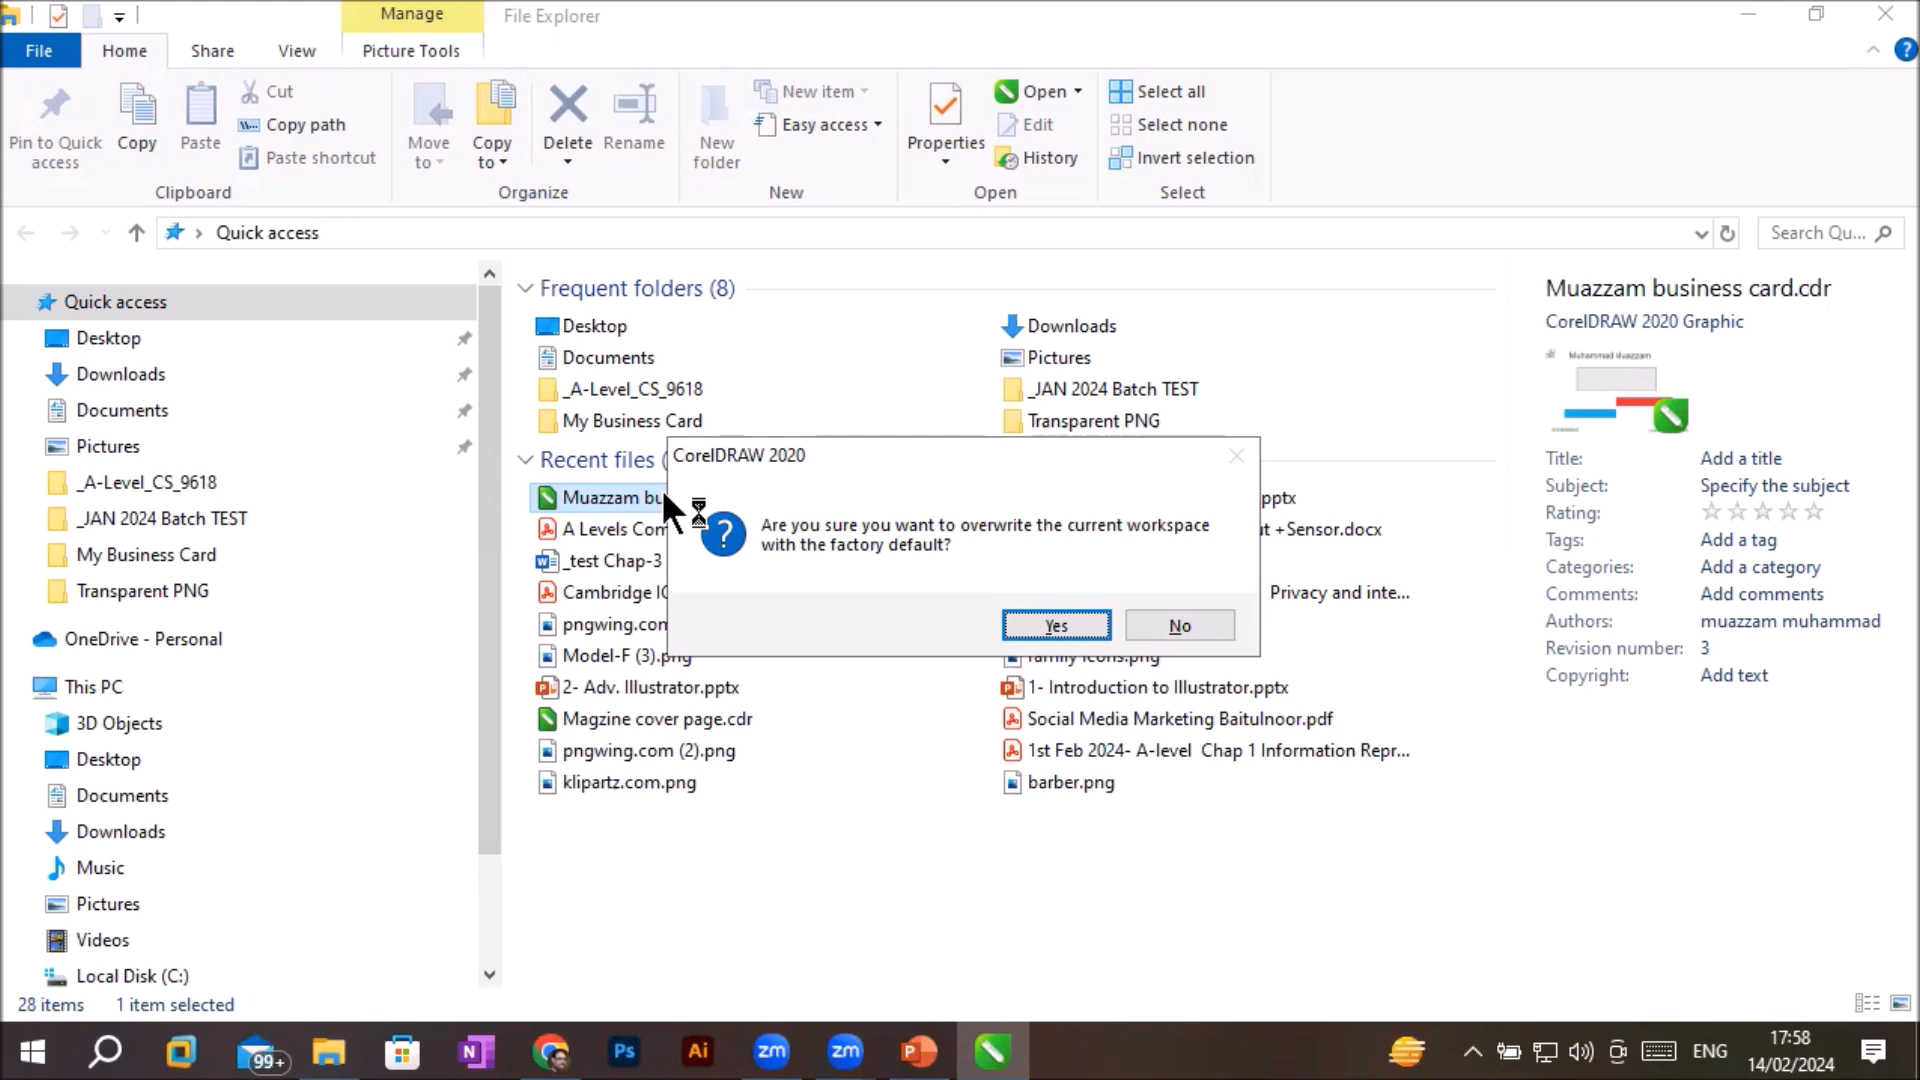 Manage
File Explorer
File
Home
Share
View
Picture Tools
Pin to Quick access
Copy
Paste
Cut
Copy path
Paste shortcut
Clipboard
Move to
Copy to
Delete
Rename
Organize
New folder
New item
Easy access
New
Properties
Open
Edit
History
Open
Select all
Select none
Invert selection
Select
Quick access
Search Qu...
Quick access
Desktop
Downloads
Documents
Pictures
_A-Level_CS_9618
_JAN 2024 Batch TEST
My Business Card
Transparent PNG
OneDrive - Personal
This PC
3D Objects
Desktop
Documents
Downloads
Music
Pictures
Videos
Local Disk (C:)
28 items
1 item selected
Frequent folders (8)
Desktop
Downloads
Documents
Pictures
_A-Level_CS_9618
_JAN 2024 Batch TEST
My Business Card
Transparent PNG
Recent files (
Muazzam bu
pptx
A Levels Com
+Sensor.docx
_test Chap-3
Cambridge IG
Privacy and inte...
pngwing.com
Model-F (3).png
family icons.png
2- Adv. Illustrator.pptx
1- Introduction to Illustrator.pptx
Magzine cover page.cdr
Social Media Marketing Baitulnoor.pdf
pngwing.com (2).png
1st Feb 2024- A-level Chap 1 Information Repr...
klipartz.com.png
barber.png
CorelDRAW 2020
Are you sure you want to overwrite the current workspace
with the factory default?
Yes
No
Muazzam business card.cdr
CorelDRAW 2020 Graphic
Muhammad Muazzam
Title: Add a title
Subject: Specify the subject
Rating:
Tags: Add a tag
Categories: Add a category
Comments: Add comments
Authors: muazzam muhammad
Revision number: 3
Copyright: Add text
99+
N
Ps
Ai
zm
zm
P
ENG
17:58
14/02/2024